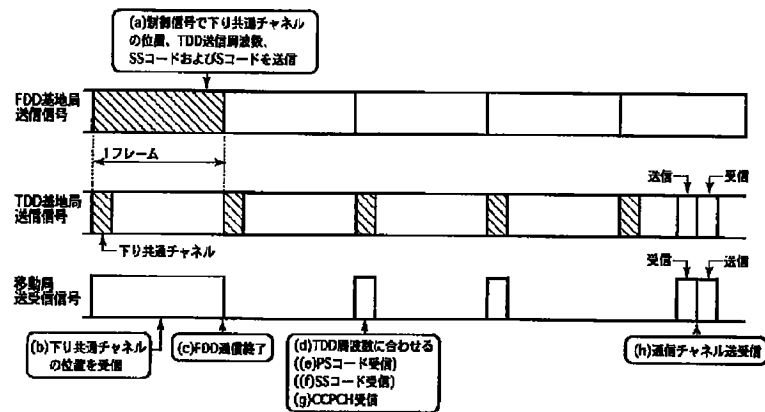 (a)制御信号で下り共通チャネル
の位置、TDD送信周波数、
SSコードおよびSコードを送信
FDD基地局
送信信号
1フレーム
TDD基地局
送信信号
送信
受信
下り共通チャネル
移動局
送受信信号
受信
送信
(b)下り共通チャネル
の位置を受信
(c)FDD通信終了
(d)TDD周波数に合わせる
((e)PSコード受信)
((f)SSコード受信)
(g)CCPCH受信
(h)通信チャネル送受信